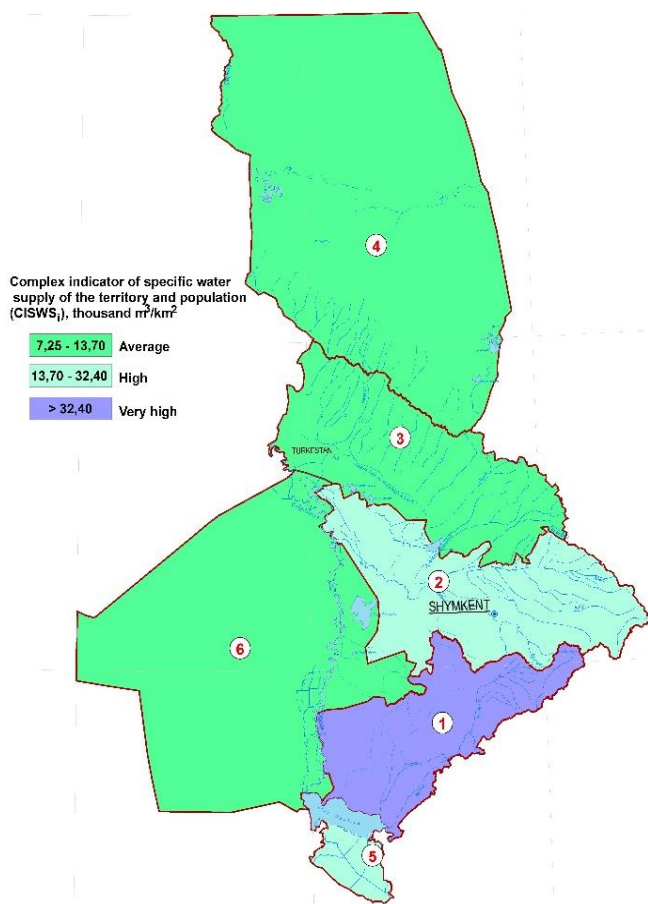 4
Complex indicator of specific water
supply of the territory and population
(CISWSi), thousand m³/km²
7,25 - 13,70 Average
13,70 - 32,40 High
> 32,40 Very high
3
TURKESTAN
2
SHYMKENT
6
1
5